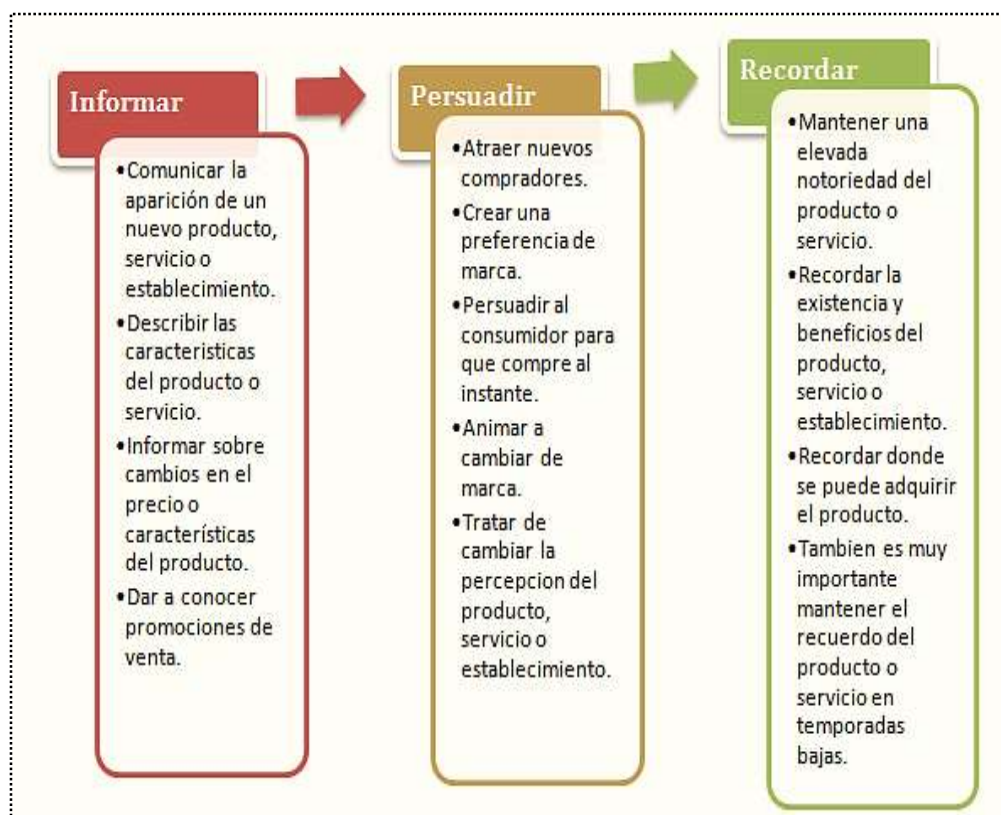 Informar
•Comunicar la
aparición de un
nuevo producto,
servicio o
establecimiento.
•Describir las
caracteristicas
del producto o
servicio.
•Informar sobre
cambios en el
precio o
características
del producto.
•Dar a conocer
promociones de
venta.
Persuadir
•Atraer nuevos
compradores.
•Crear una
preferencia de
marca.
•Persuadir al
consumidor para
que compre al
instante.
•Animar a
cambiar de
marca.
•Tratar de
cambiar la
percepcion del
producto,
servicio o
establecimiento.
Recordar
•Mantener una
elevada
notoriedad del
producto o
servicio.
•Recordar la
existencia y
beneficios del
producto,
servicio o
establecimiento.
•Recordar donde
se puede adquirir
el producto.
•Tambien es muy
importante
mantener el
recuerdo del
producto o
servicio en
temporadas
bajas.